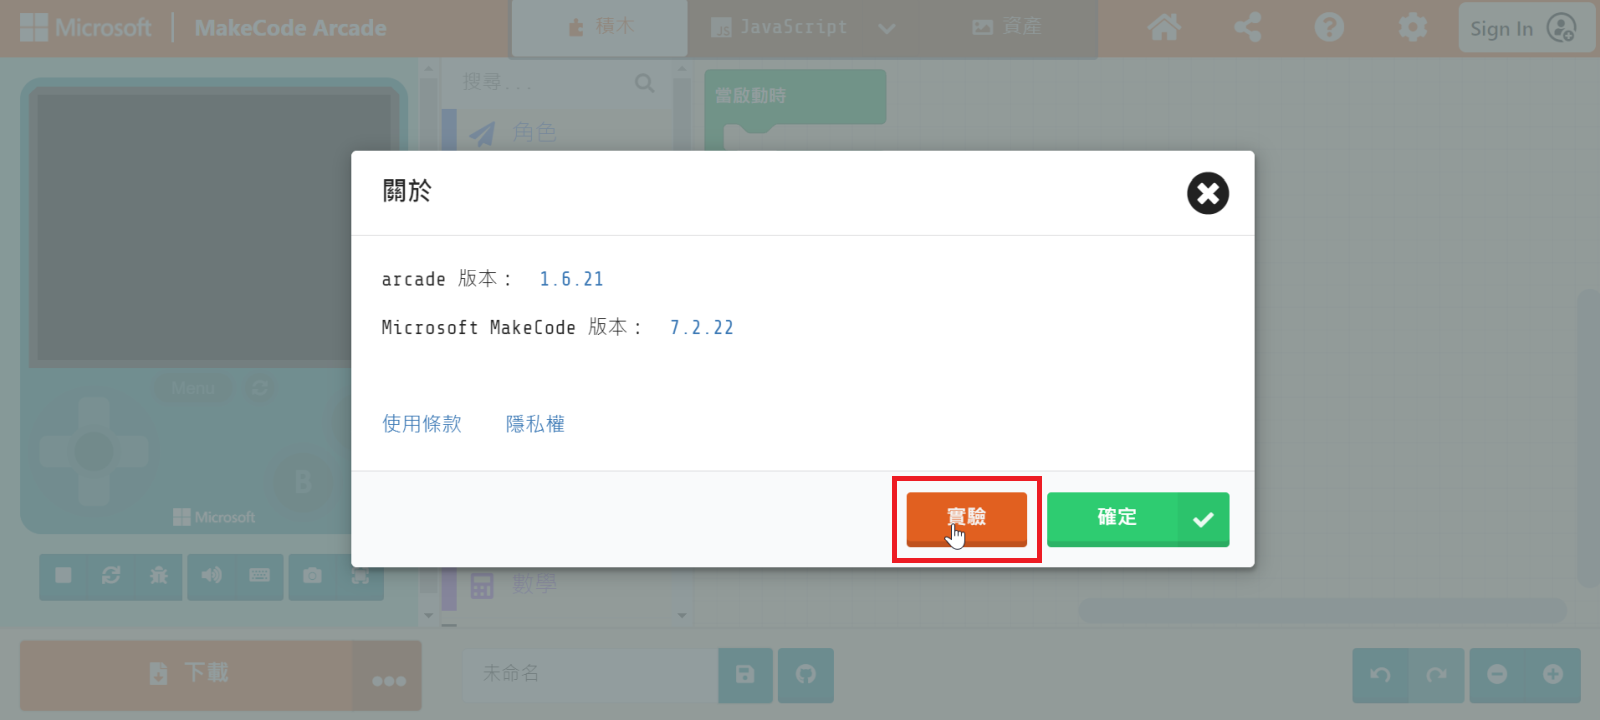 Microsoft | MakeCode Arcade
積木
JavaScript
資產
Sign In
搜尋...
角色
當啟動時
關於
arcade 版本： 1.6.21
Microsoft MakeCode 版本： 7.2.22
使用條款 隱私權
實驗
確定
Menu
B
Microsoft
數學
下載
未命名